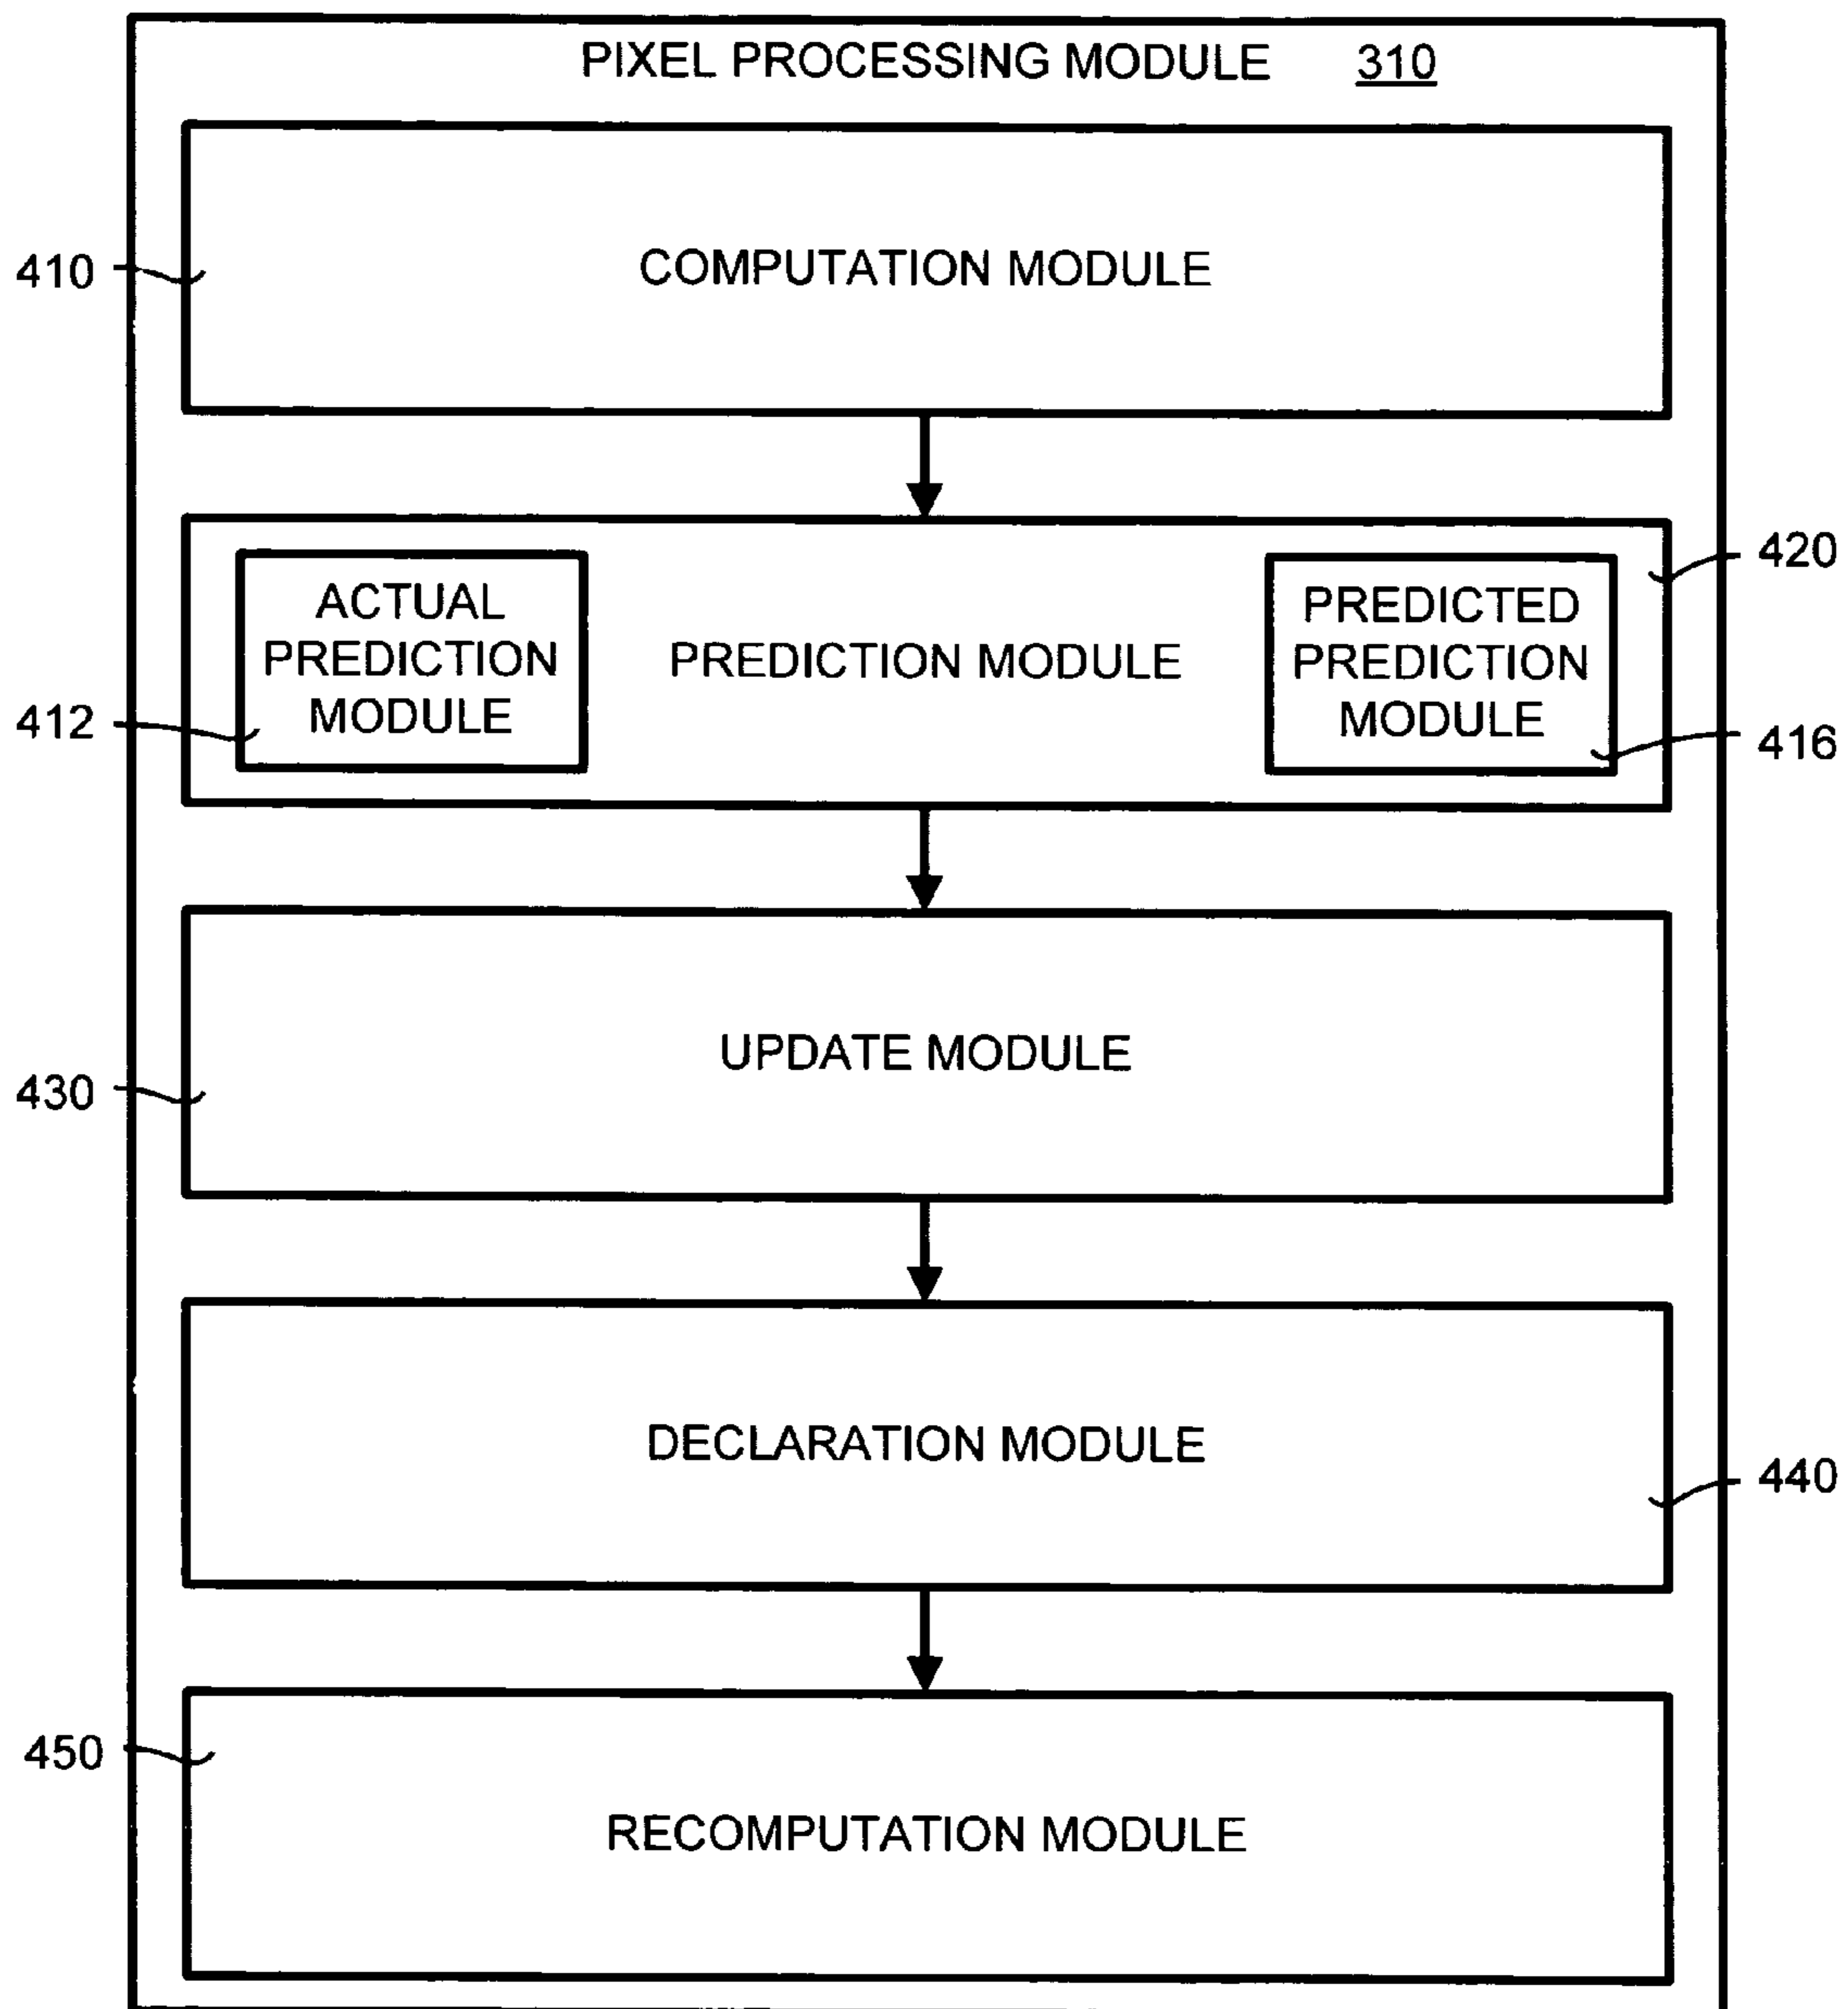 PIXEL PROCESSING MODULE 310
410
COMPUTATION MODULE
ACTUAL
PREDICTION
MODULE
412
PREDICTION MODULE
PREDICTED
PREDICTION
MODULE
420
416
430
UPDATE MODULE
DECLARATION MODULE
440
450
RECOMPUTATION MODULE